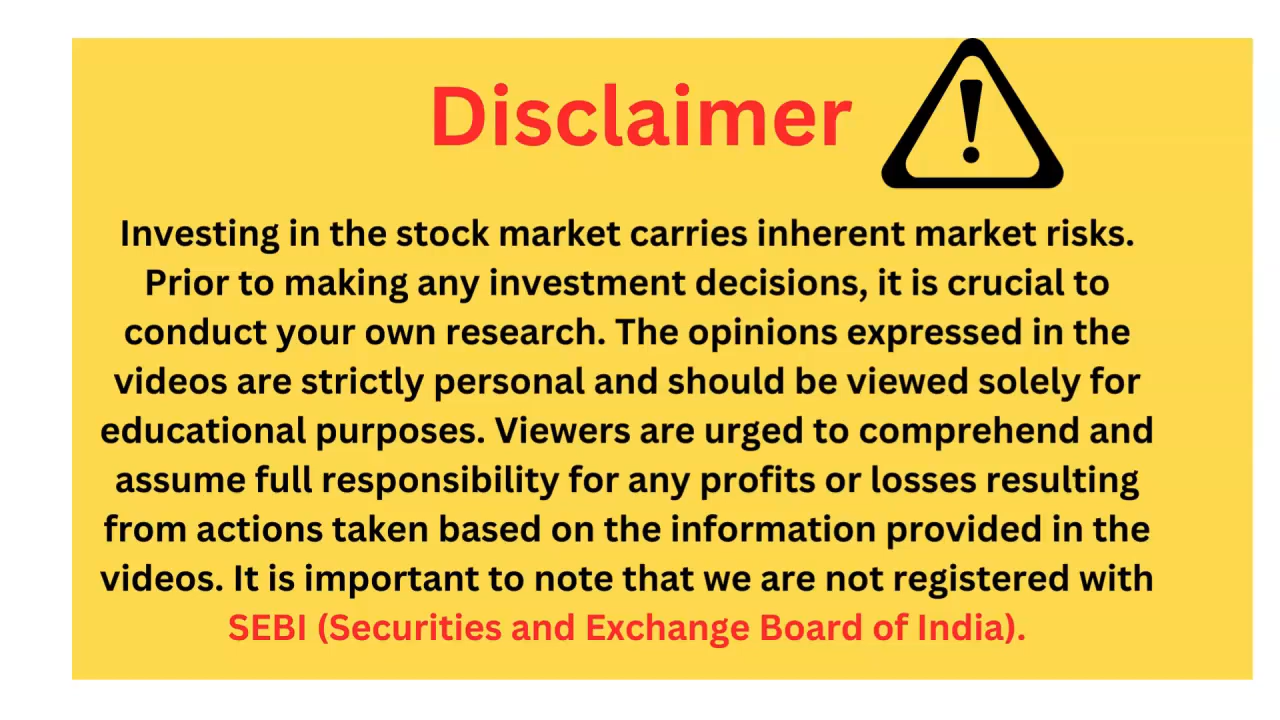 Disclaimer
Investing in the stock market carries inherent market risks.
Prior to making any investment decisions, it is crucial to
conduct your own research. The opinions expressed in the
videos are strictly personal and should be viewed solely for
educational purposes. Viewers are urged to comprehend and
assume full responsibility for any profits or losses resulting
from actions taken based on the information provided in the
videos. It is important to note that we are not registered with
SEBI (Securities and Exchange Board of India).